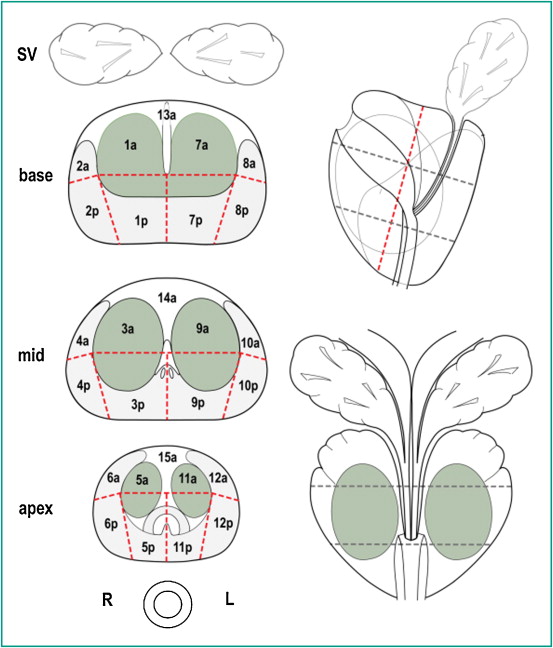 SV
13a
1a 7a
2a 8a
base
2p 1p 7p 8p
14a
3a 9a
4a 10a
mid
4p 10p
3p 9p
15a
6a 5a 11a 12a
apex
6p 12p
5p 11p
R L